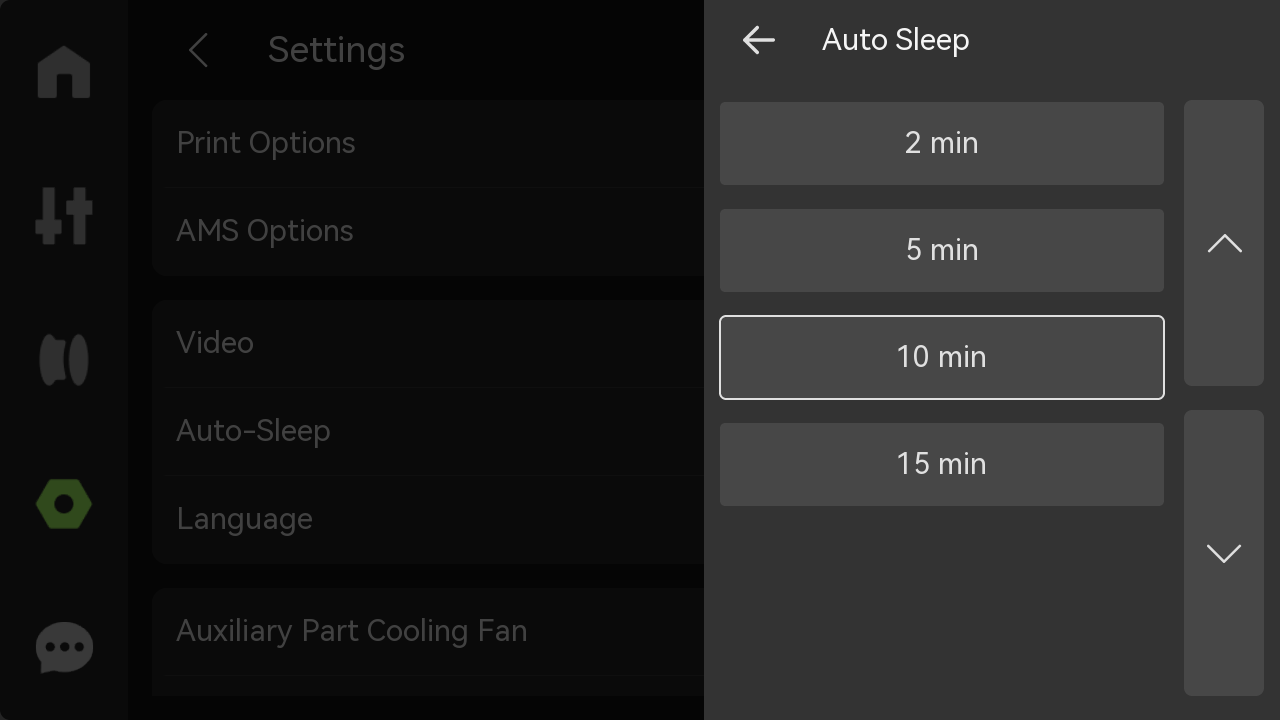 Settings
Print Options
AMS Options
Video
Auto-Sleep
Language
Auxiliary Part Cooling Fan
Auto Sleep
2 min
5 min
10 min
15 min